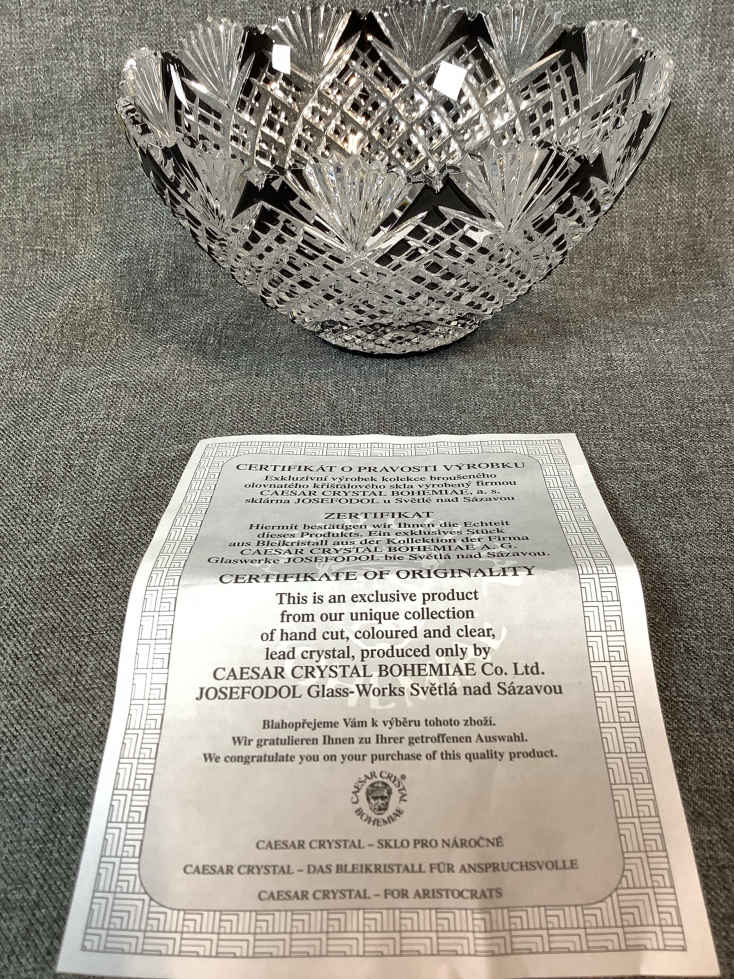 CERTIFIKÁT O PRAVOSTI VÝROBKU
Exkluzivní výrobek kolekce broušeného
olovnatého křišťálového skla vyrobený firmou
CAESAR CRYSTAL BOHEMIAE, a. s.
sklárna JOSEFODOL u Světlé nad Sázavou
ZERTIFIKAT
Hiermit bestätigen wir Ihnen die Echteit
dieses Produkts. Ein exklusives Stück
aus Bleikristall aus der Kollektion der Firma
CAESAR CRYSTAL BOHEMIAE A. G.
Glaswerke JOSEFODOL bie Světlá nad Sázavou.
CERTIFIKATE OF ORIGINALITY
This is an exclusive product
from our unique collection
of hand cut, coloured and clear,
lead crystal, produced only by
CAESAR CRYSTAL BOHEMIAE Co. Ltd.
JOSEFODOL Glass-Works Světlá nad Sázavou
Blahopřejeme Vám k výběru tohoto zboží.
Wir gratulieren Ihnen zu Ihrer getroffenen Auswahl.
We congratulate you on your purchase of this quality product.
CAESAR CRYSTAL ®
BOHEMIAE
CAESAR CRYSTAL – SKLO PRO NÁROČNÉ
CAESAR CRYSTAL – DAS BLEIKRISTALL FÜR ANSPRUCHSVOLLE
CAESAR CRYSTAL – FOR ARISTOCRATS